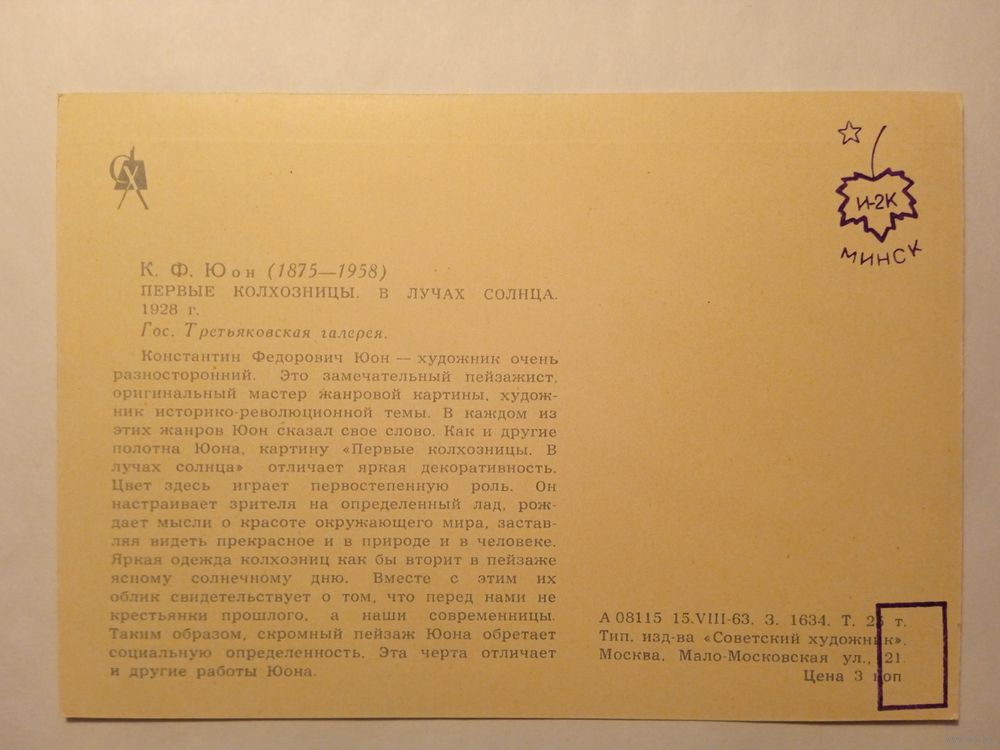 СХ
К. Ф. Юон (1875—1958)
ПЕРВЫЕ КОЛХОЗНИЦЫ. В ЛУЧАХ СОЛНЦА.
1928 г.
Гос. Третьяковская галерея.
Константин Федорович Юон — художник очень
разносторонний. Это замечательный пейзажист,
оригинальный мастер жанровой картины, худож-
ник историко-революционной темы. В каждом из
этих жанров Юон сказал свое слово. Как и другие
полотна Юона, картину «Первые колхозницы. В
лучах солнца» отличает яркая декоративность.
Цвет здесь играет первостепенную роль. Он
настраивает зрителя на определенный лад, рож-
дает мысли о красоте окружающего мира, застав-
ляя видеть прекрасное и в природе и в человеке.
Яркая одежда колхозниц как бы вторит в пейзаже
ясному солнечному дню. Вместе с этим их
облик свидетельствует о том, что перед нами не
крестьянки прошлого, а наши современницы.
Таким образом, скромный пейзаж Юона обретает
социальную определенность. Эта черта отличает
и другие работы Юона.
И-2К
МИНСК
А 08115 15.VIII-63. З. 1634. Т. т.
Тип. изд-ва «Советский художник».
Москва, Мало-Московская ул., 21
Цена 3 коп